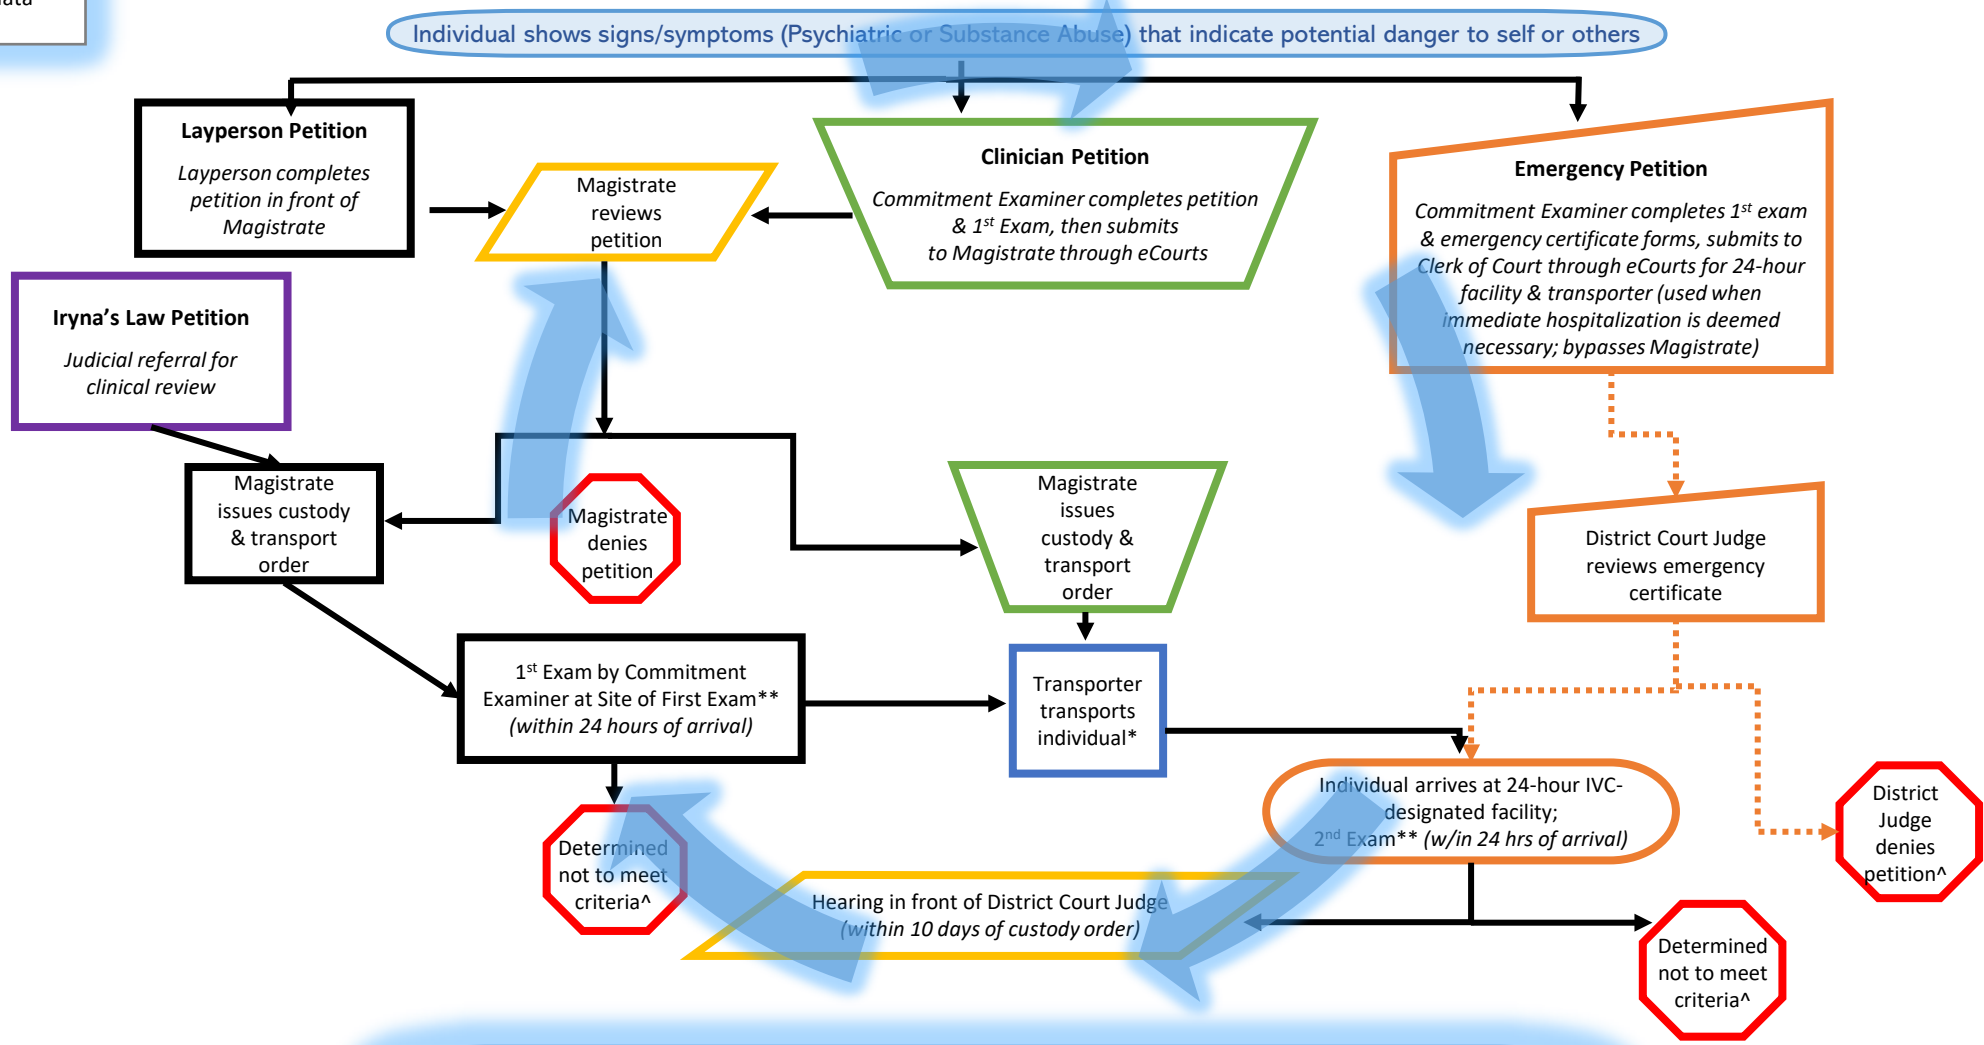 data
Individual shows signs/symptoms (Psychiatric or Substance Abuse) that indicate potential danger to self or others
Layperson Petition
Layperson completes
petition in front of
Magistrate
Magistrate
reviews
petition
Clinician Petition
Commitment Examiner completes petition
& 1st Exam, then submits
to Magistrate through eCourts
Emergency Petition
Commitment Examiner completes 1st exam
& emergency certificate forms, submits to
Clerk of Court through eCourts for 24-hour
facility & transporter (used when
immediate hospitalization is deemed
necessary; bypasses Magistrate)
Iryna’s Law Petition
Judicial referral for
clinical review
Magistrate
issues custody
& transport
order
Magistrate
denies
petition
Magistrate
issues
custody &
transport
order
District Court Judge
reviews emergency
certificate
1st Exam by Commitment
Examiner at Site of First Exam**
(within 24 hours of arrival)
Transporter
transports
individual*
Individual arrives at 24-hour IVC-
designated facility;
2nd Exam** (w/in 24 hrs of arrival)
District
Judge
denies
petition^
Determined
not to meet
criteria^
Hearing in front of District Court Judge
(within 10 days of custody order)
Determined
not to meet
criteria^